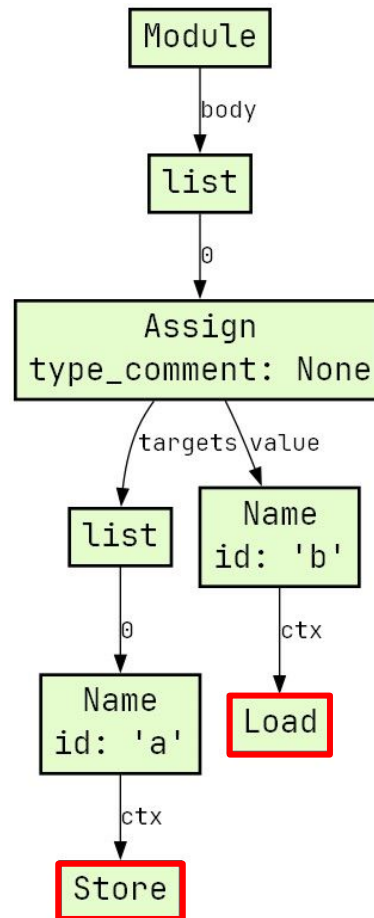 Module
body
list
0
Assign
type_comment: None
targets value
list
Name
id: 'b'
0
ctx
Name
id: 'a'
Load
ctx
Store